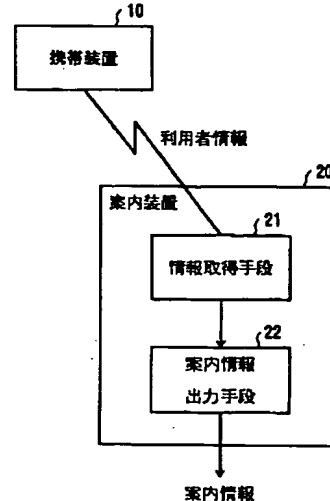 10
携帯装置
利用者情報
20
案内装置
21
情報取得手段
22
案内情報
出力手段
案内情報